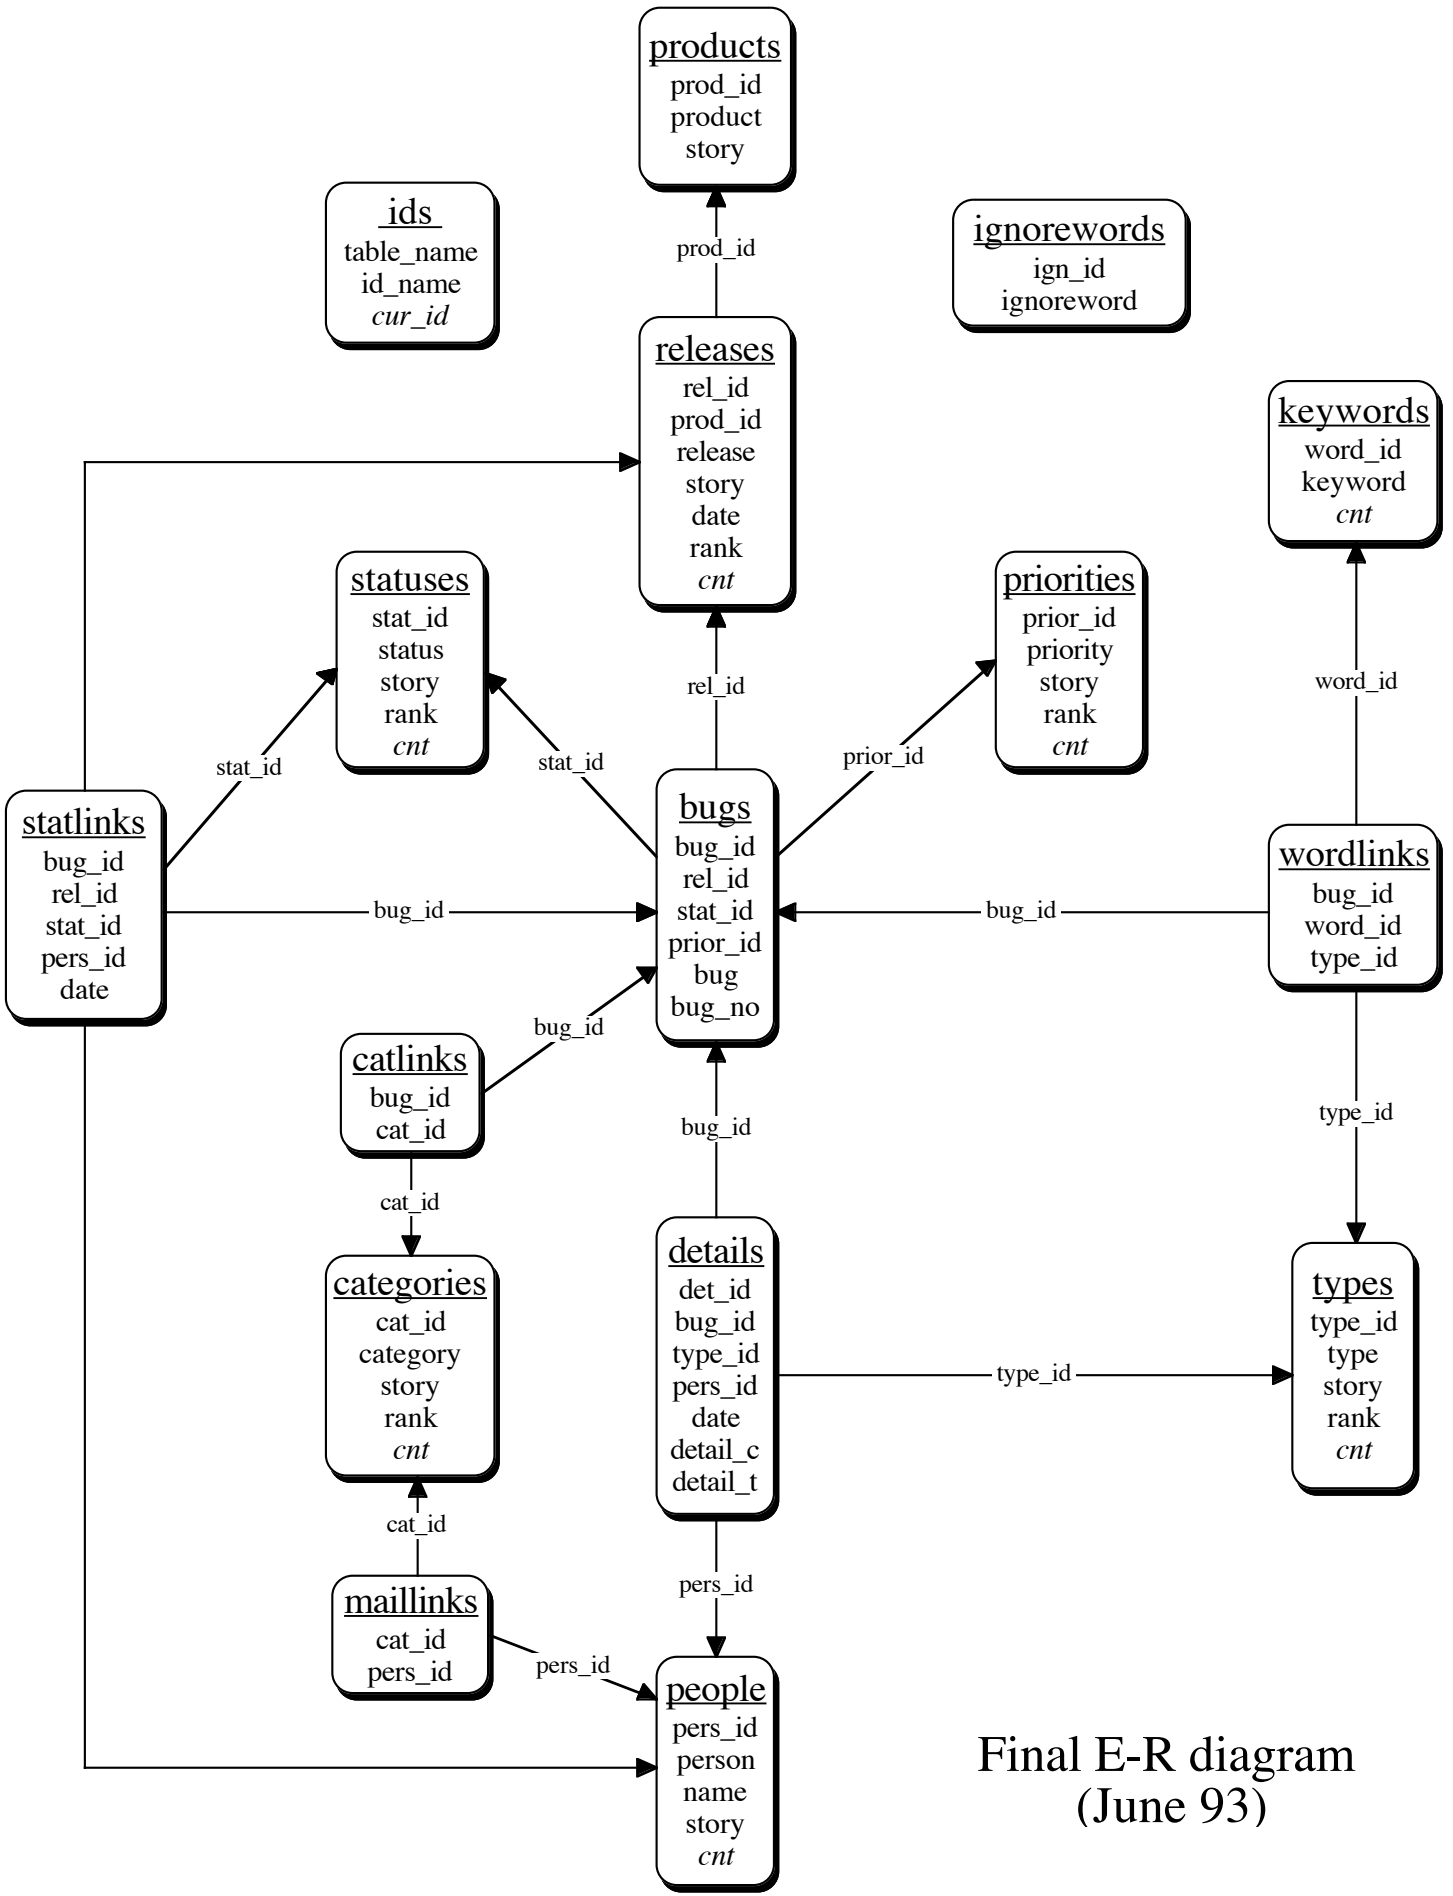 products
prod_id
product
story
ids
table_name
id_name
cur_id
ignorewords
ign_id
ignoreword
prod_id
releases
rel_id
prod_id
release
story
date
rank
cnt
keywords
word_id
keyword
cnt
statuses
stat_id
status
story
rank
cnt
priorities
prior_id
priority
story
rank
cnt
rel_id
word_id
stat_id
stat_id
prior_id
statlinks
bug_id
rel_id
stat_id
pers_id
date
bug_id
bugs
bug_id
rel_id
stat_id
prior_id
bug
bug_no
bug_id
wordlinks
bug_id
word_id
type_id
bug_id
catlinks
bug_id
cat_id
bug_id
type_id
cat_id
categories
cat_id
category
story
rank
cnt
details
det_id
bug_id
type_id
pers_id
date
detail_c
detail_t
type_id
types
type_id
type
story
rank
cnt
cat_id
maillinks
cat_id
pers_id
pers_id
pers_id
people
pers_id
person
name
story
cnt
Final E-R diagram
(June 93)